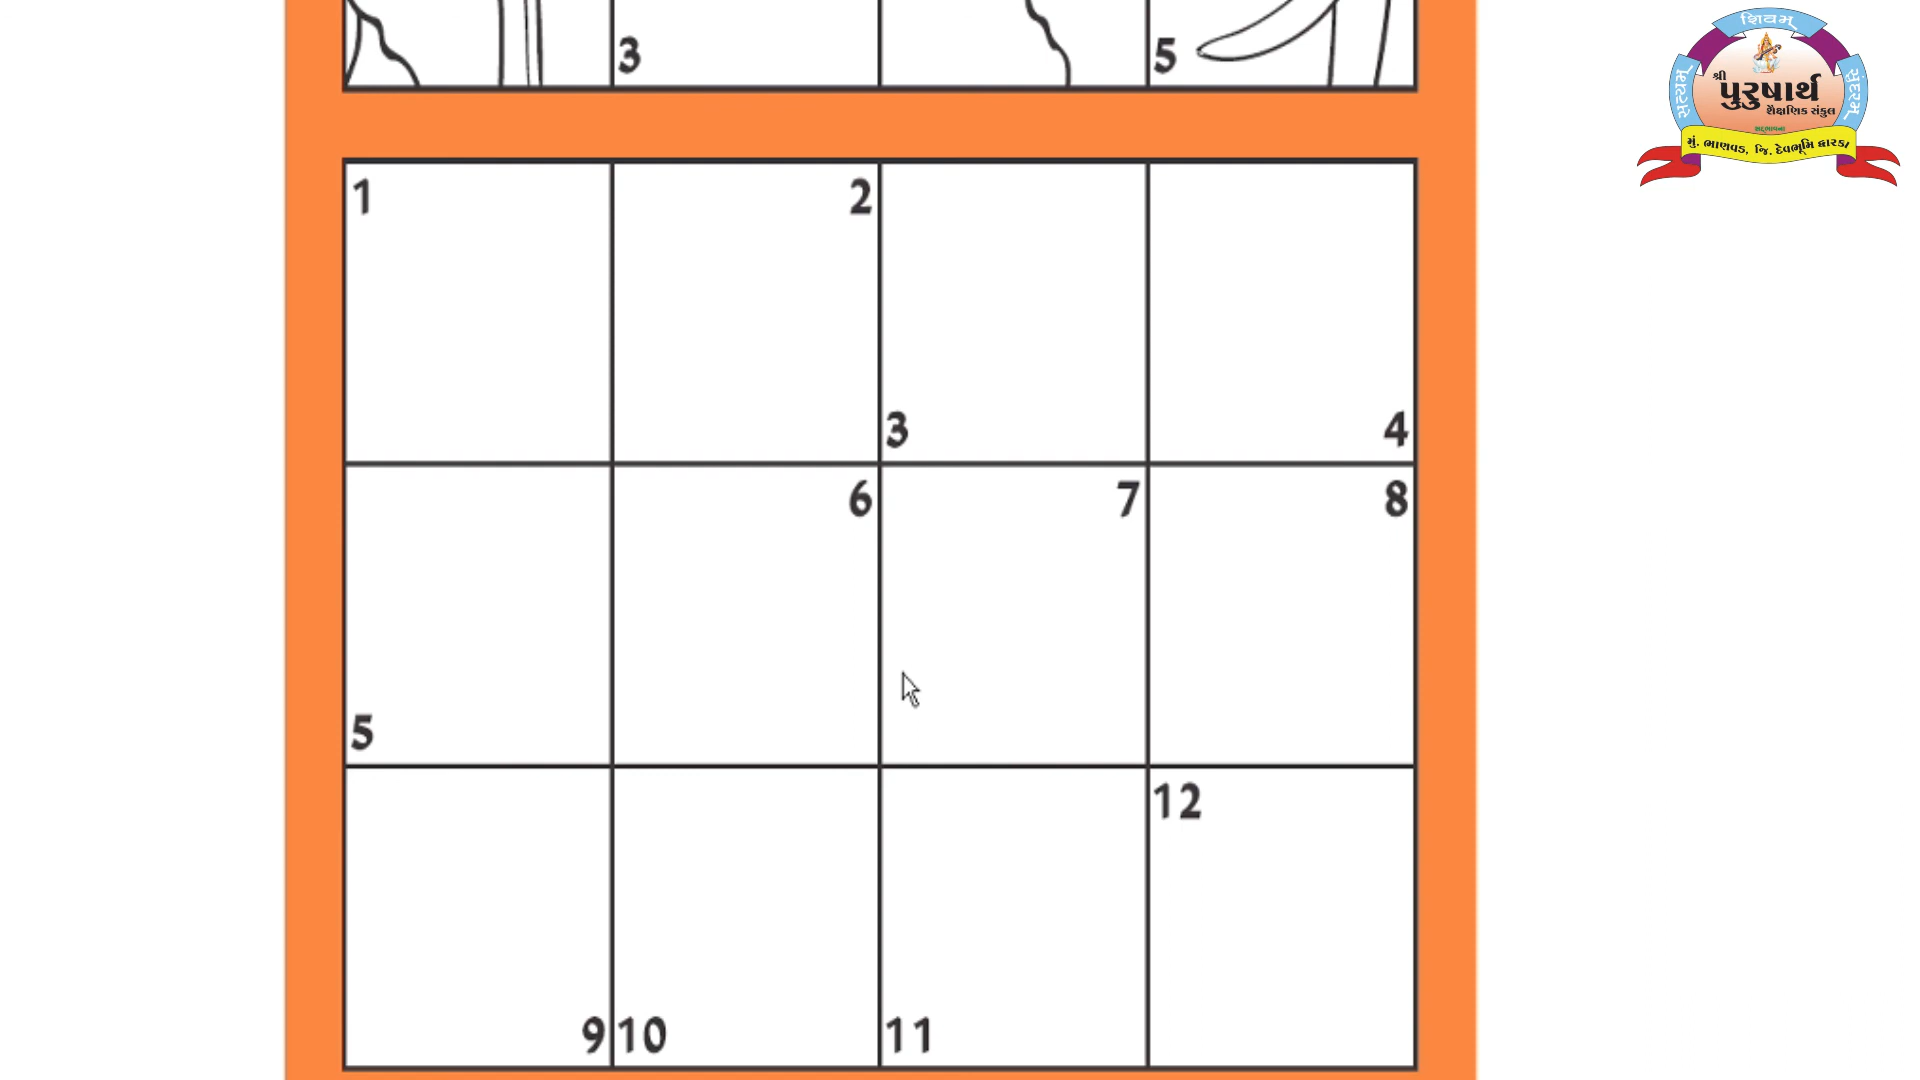 3 5
1 2
3 4
6 7 8
5
12
9 10 11
શિવમ્
સત્યમ્
સુંદરમ્
શ્રી
પુરુષાર્થ
શૈક્ષણિક સંકુલ
મું. ભાણવડ, જિ. દેવભૂમિ દ્વારકા